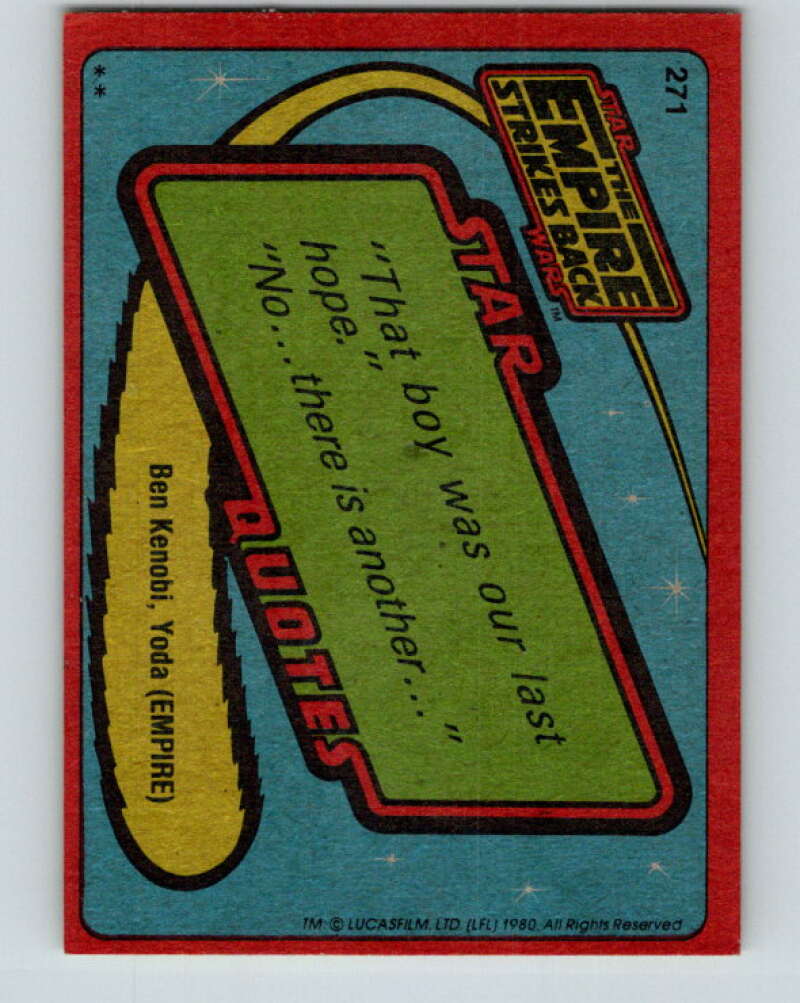 271
STAR
THE
EMPIRE
STRIKES BACK
WARS™
STAR
"That boy was our last
hope."
"No...there is another..."
QUOTES
Ben Kenobi, Yoda (EMPIRE)
**
TM: © LUCASFILM, LTD. (LFL) 1980. All Rights Reserved